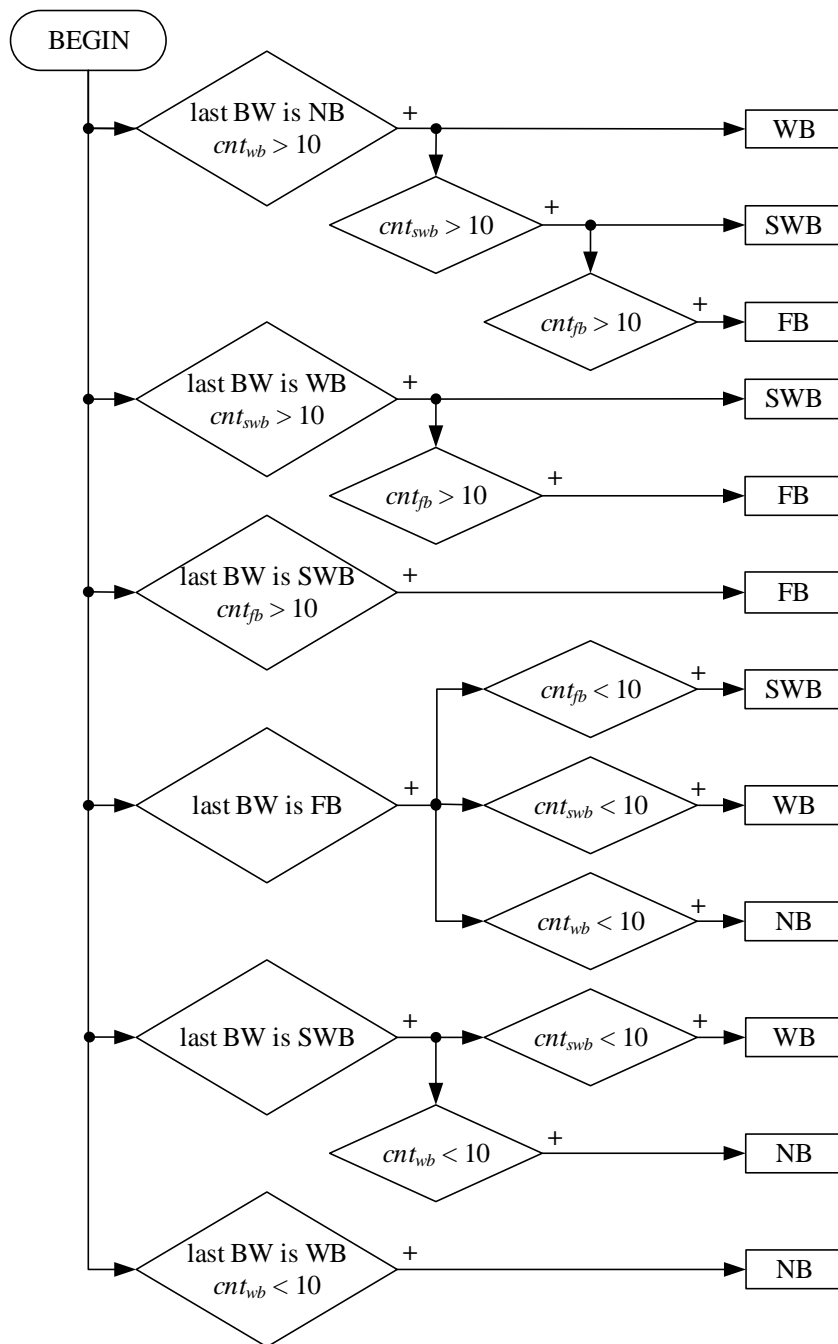 BEGIN
last BW is NB
cnt_wb > 10
+
WB
cnt_swb > 10
+
SWB
cnt_fb > 10
+
FB
last BW is WB
cnt_swb > 10
+
SWB
cnt_fb > 10
+
FB
last BW is SWB
cnt_fb > 10
+
FB
last BW is FB
+
cnt_fb < 10
+
SWB
cnt_swb < 10
+
WB
cnt_wb < 10
+
NB
last BW is SWB
+
cnt_swb < 10
+
WB
cnt_wb < 10
+
NB
last BW is WB
cnt_wb < 10
+
NB